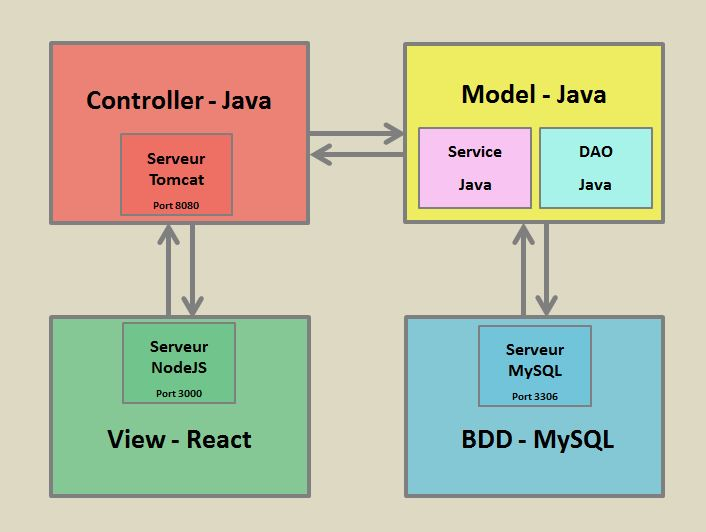 Controller - Java
Serveur
Tomcat
Port 8080
Model - Java
Service
Java
DAO
Java
Serveur
NodeJS
Port 3000
View - React
Serveur
MySQL
Port 3306
BDD - MySQL